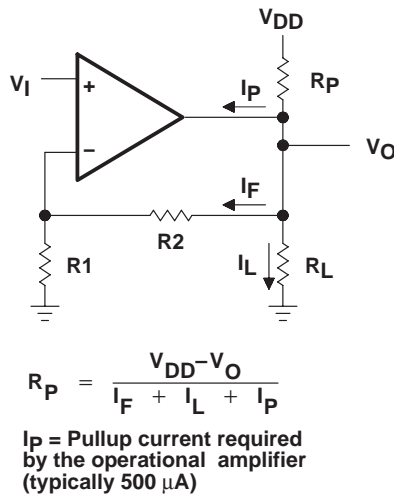 VDD
VI
+
IP
RP
VO
−
IF
R2
R1
IL
RL
RP = VDD−VO
IF + IL + IP
IP = Pullup current required
by the operational amplifier
(typically 500 μA)